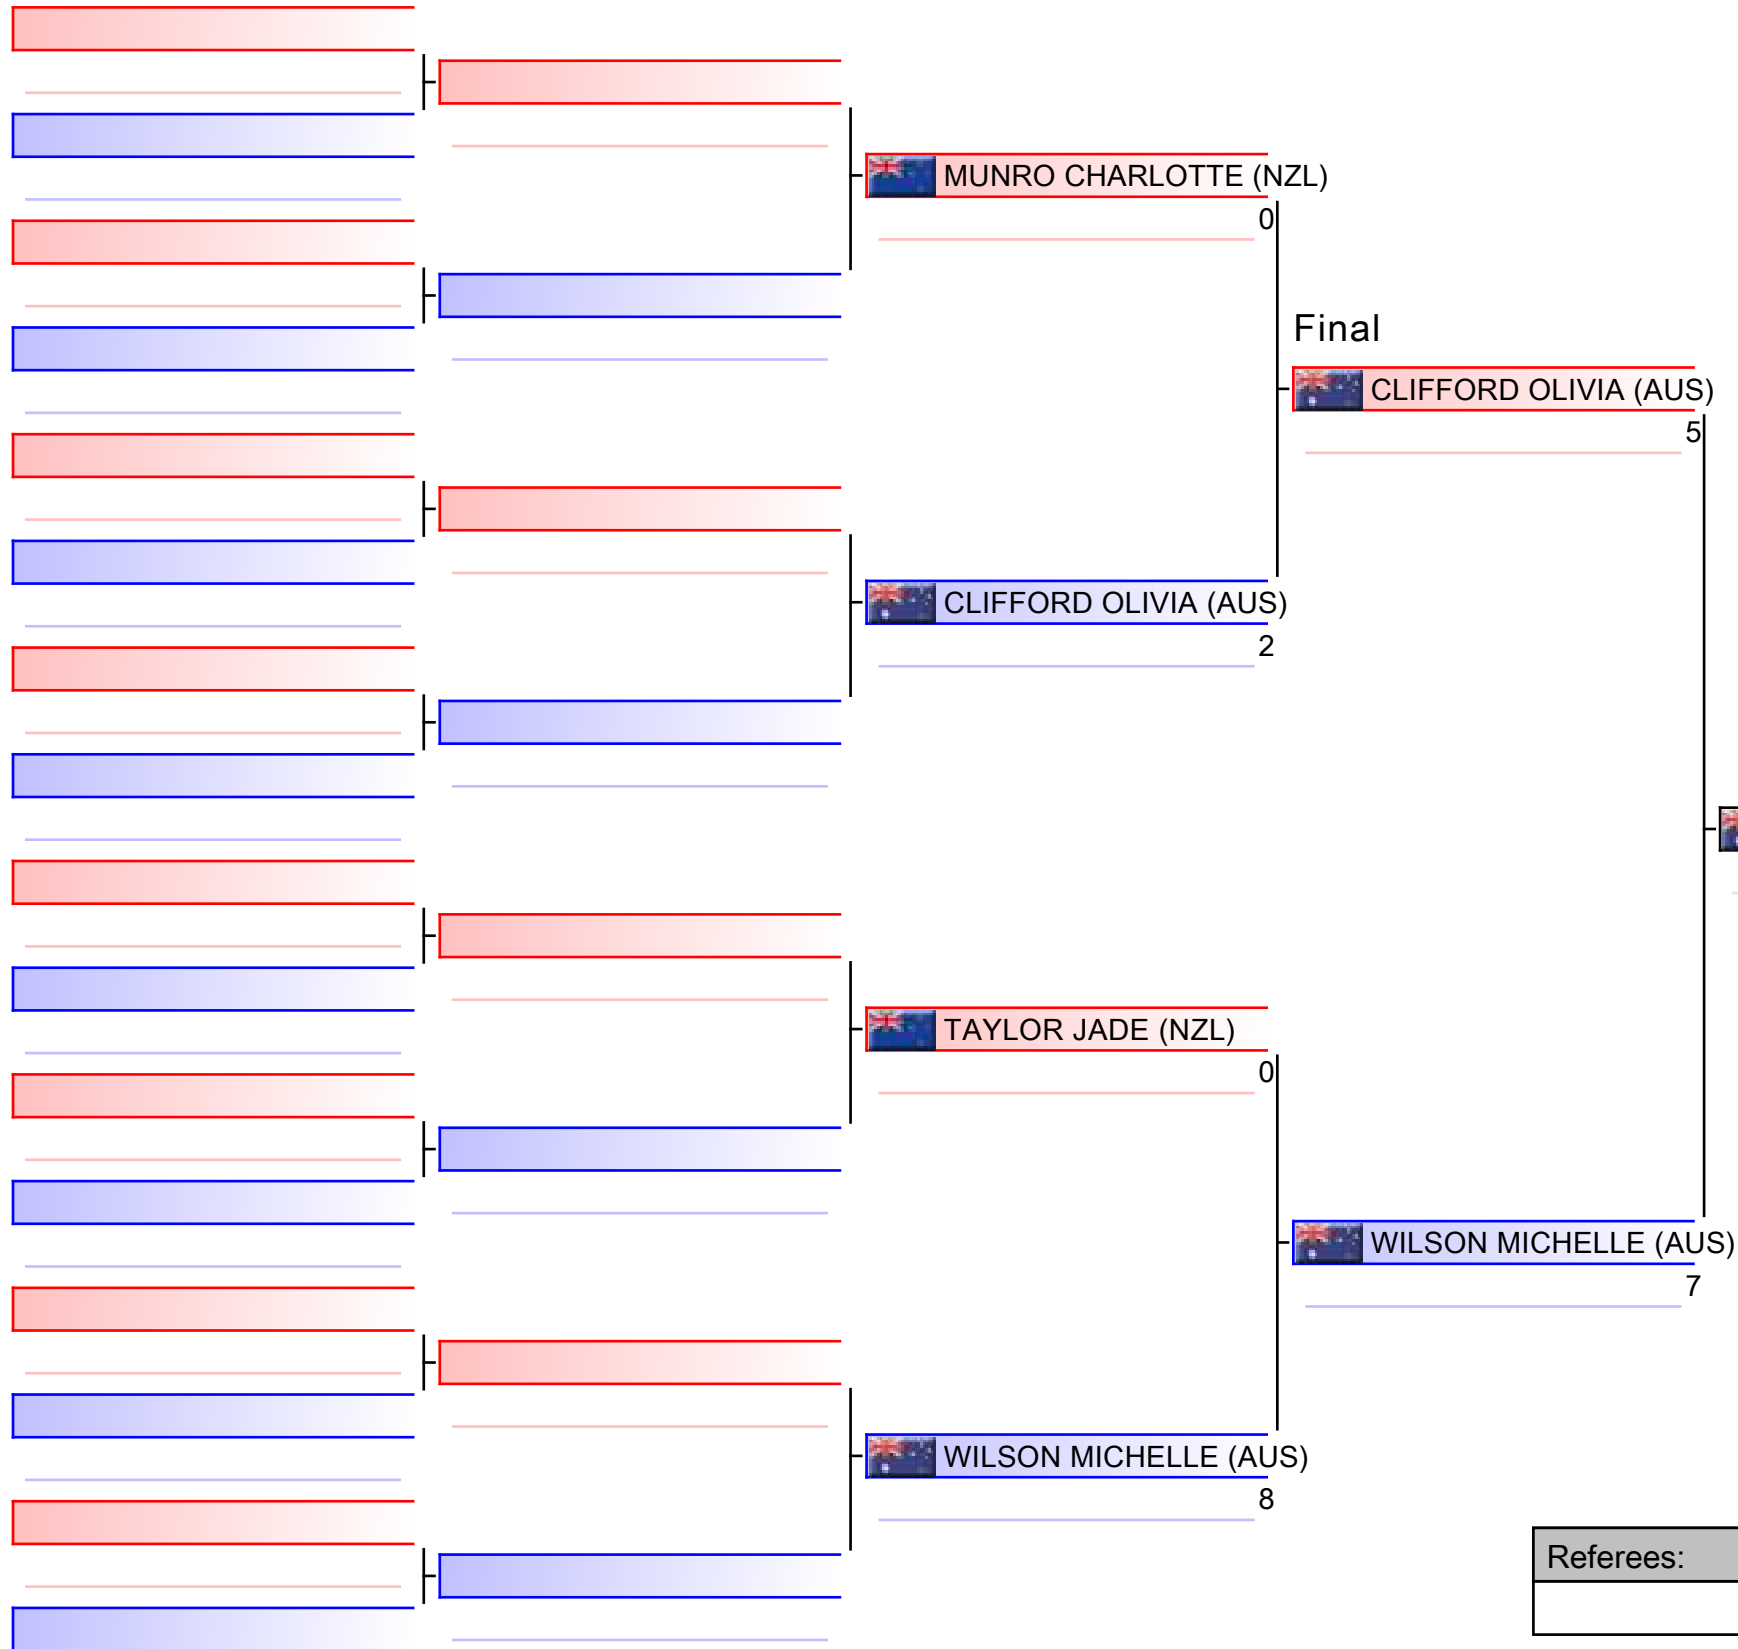 MUNRO CHARLOTTE (NZL)
0
Final
CLIFFORD OLIVIA (AUS)
5
CLIFFORD OLIVIA (AUS)
2
TAYLOR JADE (NZL)
0
WILSON MICHELLE (AUS)
7
WILSON MICHELLE (AUS)
8
Referees: